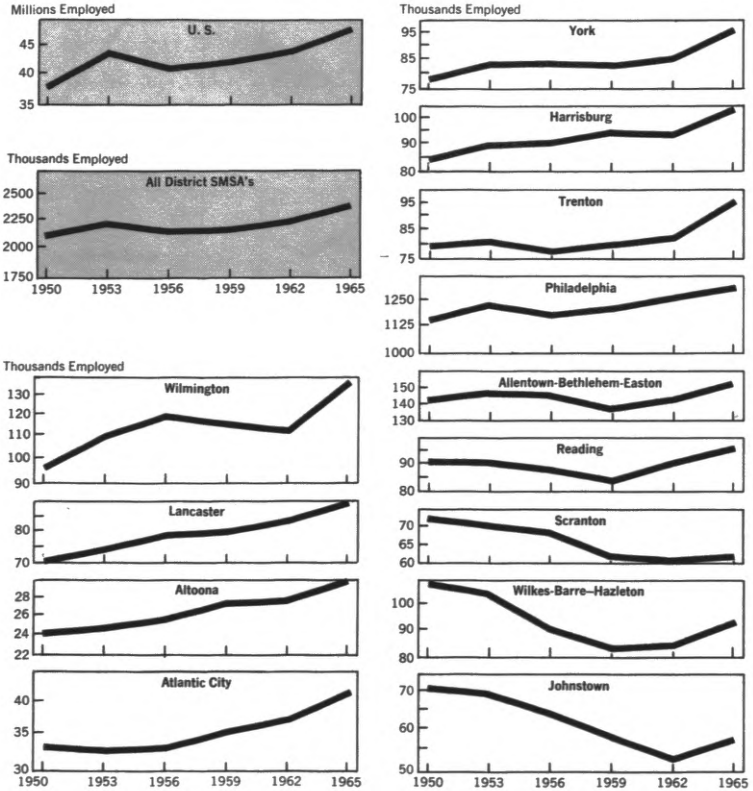 Millions Employed
U. S.
45
40
35
Thousands Employed
All District SMSA's
2500
2250
2000
1750
1950 1953 1956 1959 1962 1965
Thousands Employed
Wilmington
130
120
110
100
90
Lancaster
80
70
Altoona
28
26
24
22
Atlantic City
40
35
30
1950 1953 1956 1959 1962 1965
Thousands Employed
York
95
85
75
Harrisburg
100
90
80
Trenton
95
85
75
Philadelphia
1250
1125
1000
Allentown-Bethlehem-Easton
150
140
130
Reading
90
80
Scranton
70
65
60
Wilkes-Barre—Hazleton
100
90
80
Johnstown
70
60
50
1950 1953 1956 1959 1962 1965